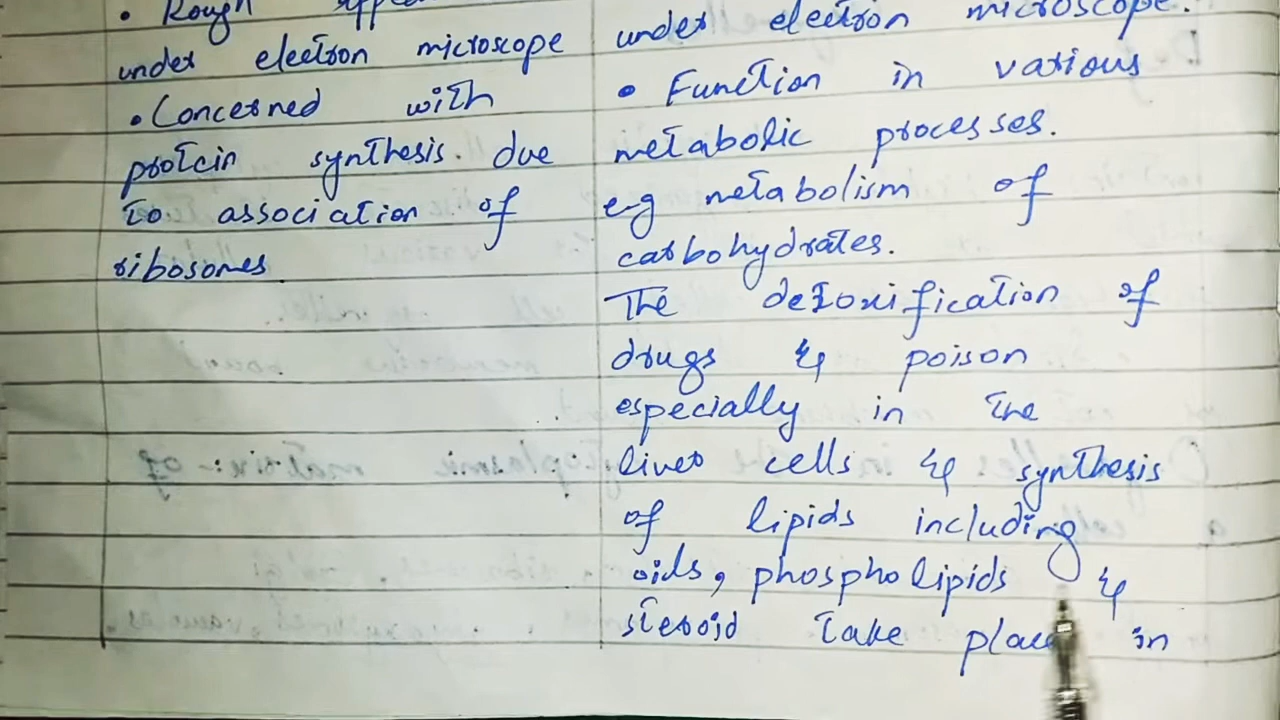 • Rough
under electron microscope
• Concerned with
protein synthesis. due
to association of
ribosomes
under electron microscope.
• Function in various
metabolic processes.
e.g metabolism of
carbohydrates.
The detoxification of
drugs & poison
especially in the
liver cells & synthesis
of lipids including
oids, phospholipids &
steroid take place in